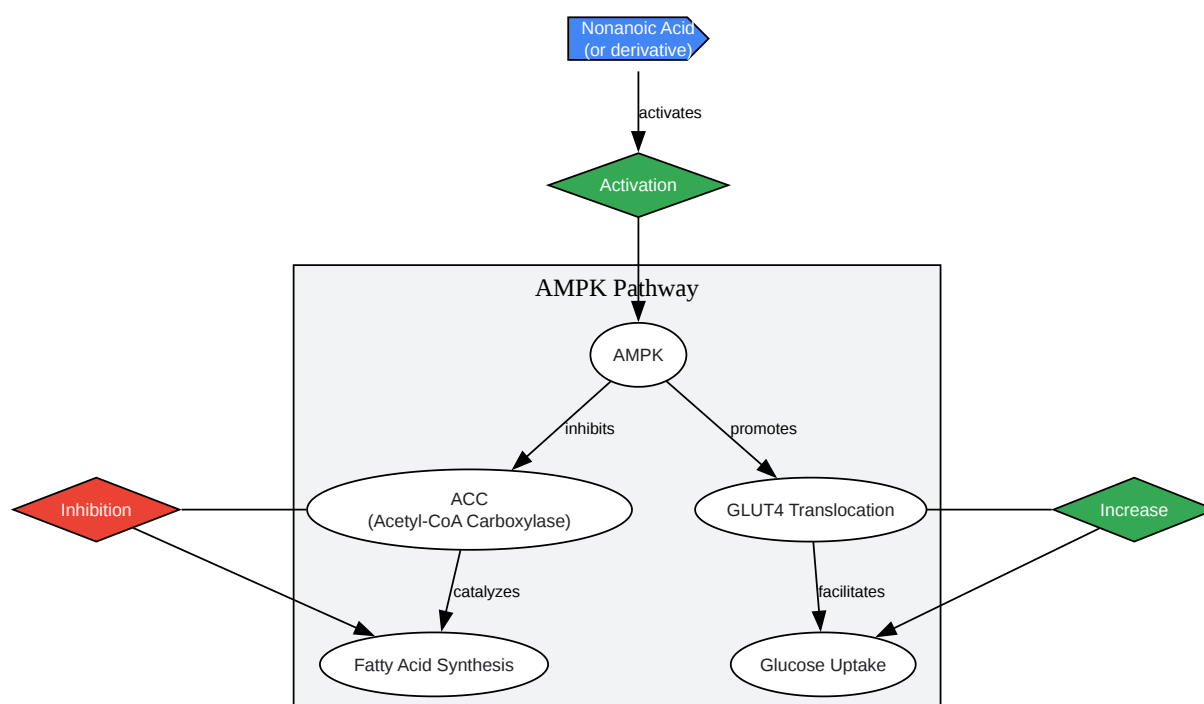 Nonanoic Acid
(or derivative)
activates
Activation
AMPK Pathway
AMPK
inhibits
promotes
Inhibition
ACC
(Acetyl-CoA Carboxylase)
GLUT4 Translocation
Increase
catalyzes
facilitates
Fatty Acid Synthesis
Glucose Uptake